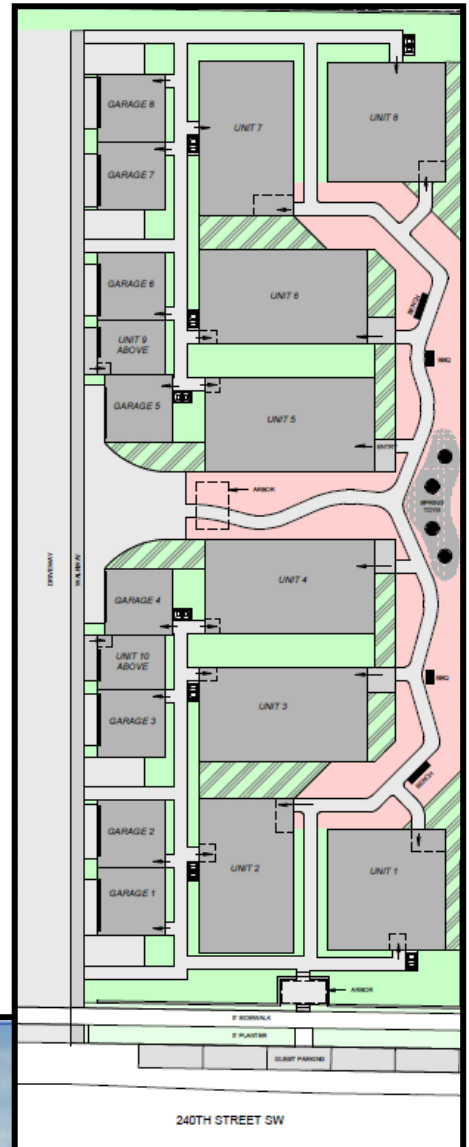 GARAGE 8
GARAGE 7
UNIT 7
UNIT 8
GARAGE 6
UNIT 9
ABOVE
GARAGE 5
UNIT 6
UNIT 5
BENCH
BBQ
ENTRY
ARBOR
SPRING
TOYS
DRIVEWAY
WALKWAY
GARAGE 4
UNIT 10
ABOVE
GARAGE 3
UNIT 4
UNIT 3
BBQ
BENCH
GARAGE 2
GARAGE 1
UNIT 2
UNIT 1
ARBOR
5' SIDEWALK
5' PLANTER
GUEST PARKING
240TH STREET SW